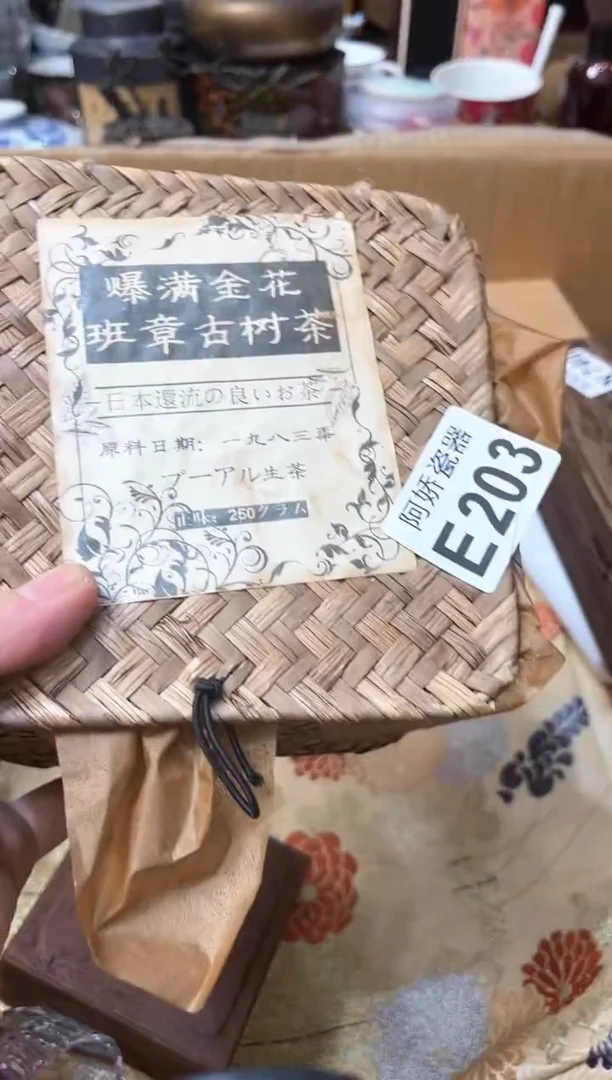 爆满金花
班章古树茶
日本還流の良いお茶
原料日期: 一九八三年
プーアル生茶
正味: 250グラム
阿娇瓷器
E203